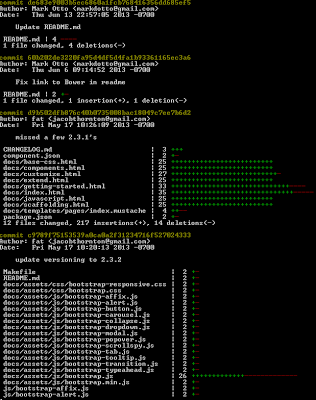 commit de683e9803b5cc6868a1fcb768416356dd685ef5
Author: Mark Otto <markdotto@gmail.com>
Date: Thu Jun 13 22:57:05 2013 -0700
Update README.md
README.md | 4 ----
1 file changed, 4 deletions(-)
Author: Mark Otto <markdotto@gmail.com>
Date: Thu Jun 6 09:14:52 2013 -0700
Fix link to Bower in readme
README.md | 2 +-
1 file changed, 1 insertion(+), 1 deletion(-)
Author: fat <jacobthornton@gmail.com>
Date: Fri May 17 10:26:09 2013 -0700
missed a few 2.3.1's
CHANGELOG.md | 3 +++
component.json | 2 +-
docs/base-css.html | 25
docs/components.html | 25
docs/customize.html | 27
docs/extend.html | 25
docs/getting-started.html | 33
docs/index.html | 35
docs/javascript.html | 25
docs/scaffolding.html | 25
docs/templates/pages/index.mustache | 4
package.json | 2 +-
12 files changed, 217 insertions(+), 14 deletions(-)
Author: fat <jacobthornton@gmail.com>
Date: Fri May 17 10:20:13 2013 -0700
update versioning to 2.3.2
Makefile | 2 +-
README.md | 2 +-
docs/assets/css/bootstrap-responsive.css | 2 +-
docs/assets/css/bootstrap.css | 2 +-
docs/assets/js/bootstrap-affix.js | 2 +-
docs/assets/js/bootstrap-alert.js | 2 +-
docs/assets/js/bootstrap-button.js | 2 +-
docs/assets/js/bootstrap-carousel.js | 2 +-
docs/assets/js/bootstrap-collapse.js | 2 +-
docs/assets/js/bootstrap-dropdown.js | 2 +-
docs/assets/js/bootstrap-modal.js | 2 +-
docs/assets/js/bootstrap-popover.js | 2 +-
docs/assets/js/bootstrap-scrollspy.js | 2 +-
docs/assets/js/bootstrap-tab.js | 2 +-
docs/assets/js/bootstrap-tooltip.js | 2 +-
docs/assets/js/bootstrap-transition.js | 2 +-
docs/assets/js/bootstrap-typeahead.js | 2 +-
docs/assets/js/bootstrap.js | 26
docs/assets/js/bootstrap.min.js | 2 +-
js/bootstrap-affix.js | 2 +-
js/bootstrap-alert.js | 2 +-